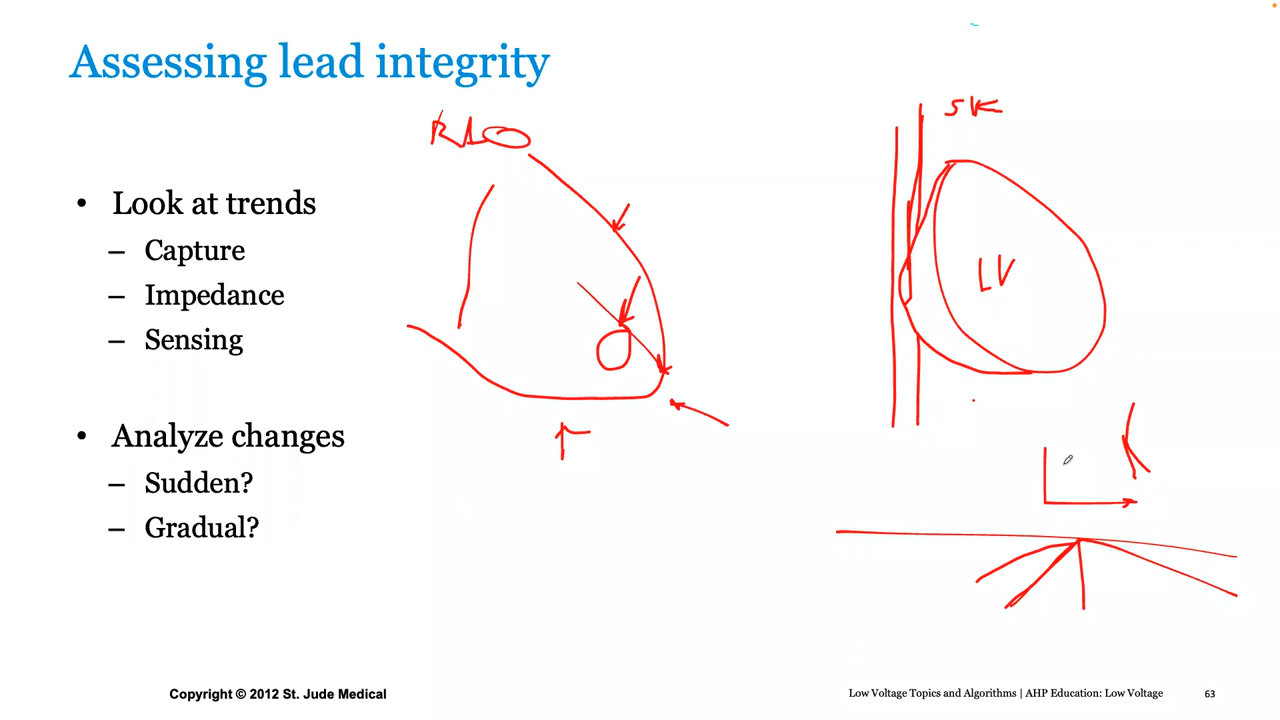 Assessing lead integrity
RAO
SK
• Look at trends
– Capture
– Impedance
– Sensing
LV
• Analyze changes
– Sudden?
– Gradual?
Copyright © 2012 St. Jude Medical
Low Voltage Topics and Algorithms | AHP Education: Low Voltage
63